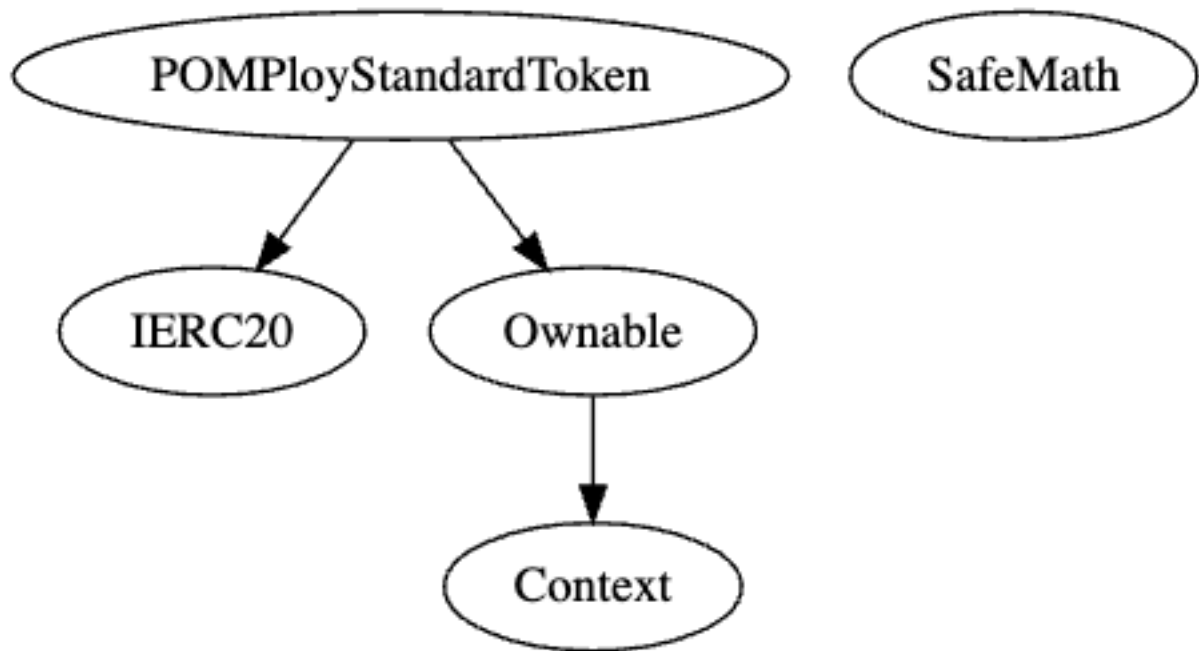 POMPloyStandardToken
SafeMath
IERC20
Ownable
Context